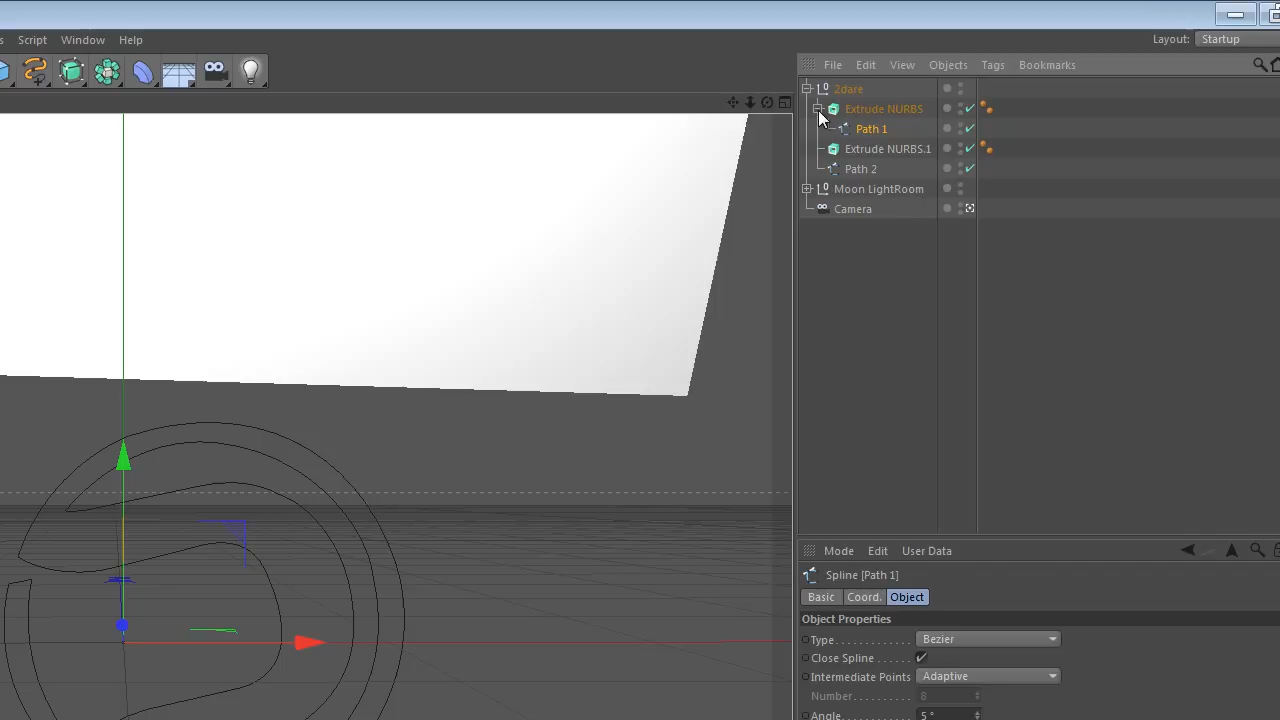 Script Window Help
Layout: Startup
File Edit View Objects Tags Bookmarks
2dare
Extrude NURBS
Path 1
Extrude NURBS.1
Path 2
Moon LightRoom
Camera
Mode Edit User Data
Spline [Path 1]
Basic Coord. Object
Object Properties
Type . . . . . . . . . . . Bezier
Close Spline . . . . . .
Intermediate Points Adaptive
Number. . . . . . . . . . 8
Angle. . . . . . . . . . . 5 °